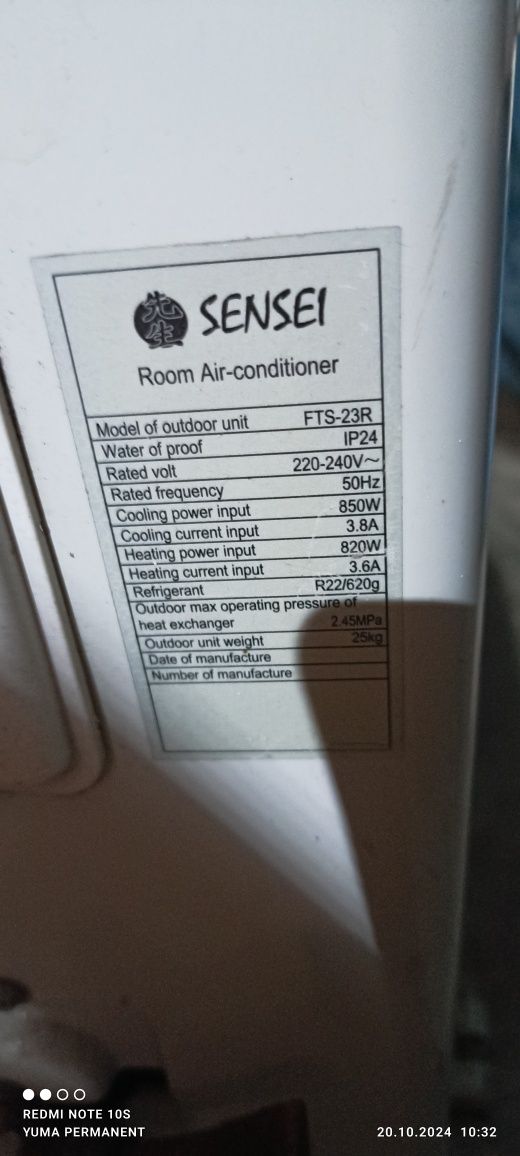 先生 SENSEI
Room Air-conditioner
Model of outdoor unit FTS-23R
Water of proof IP24
Rated volt 220-240V～
Rated frequency 50Hz
Cooling power input 850W
Cooling current input 3.8A
Heating power input 820W
Heating current input 3.6A
Refrigerant R22/620g
Outdoor max operating pressure of
heat exchanger 2.45MPa
Outdoor unit weight 25kg
Date of manufacture
Number of manufacture
REDMI NOTE 10S
YUMA PERMANENT
20.10.2024 10:32